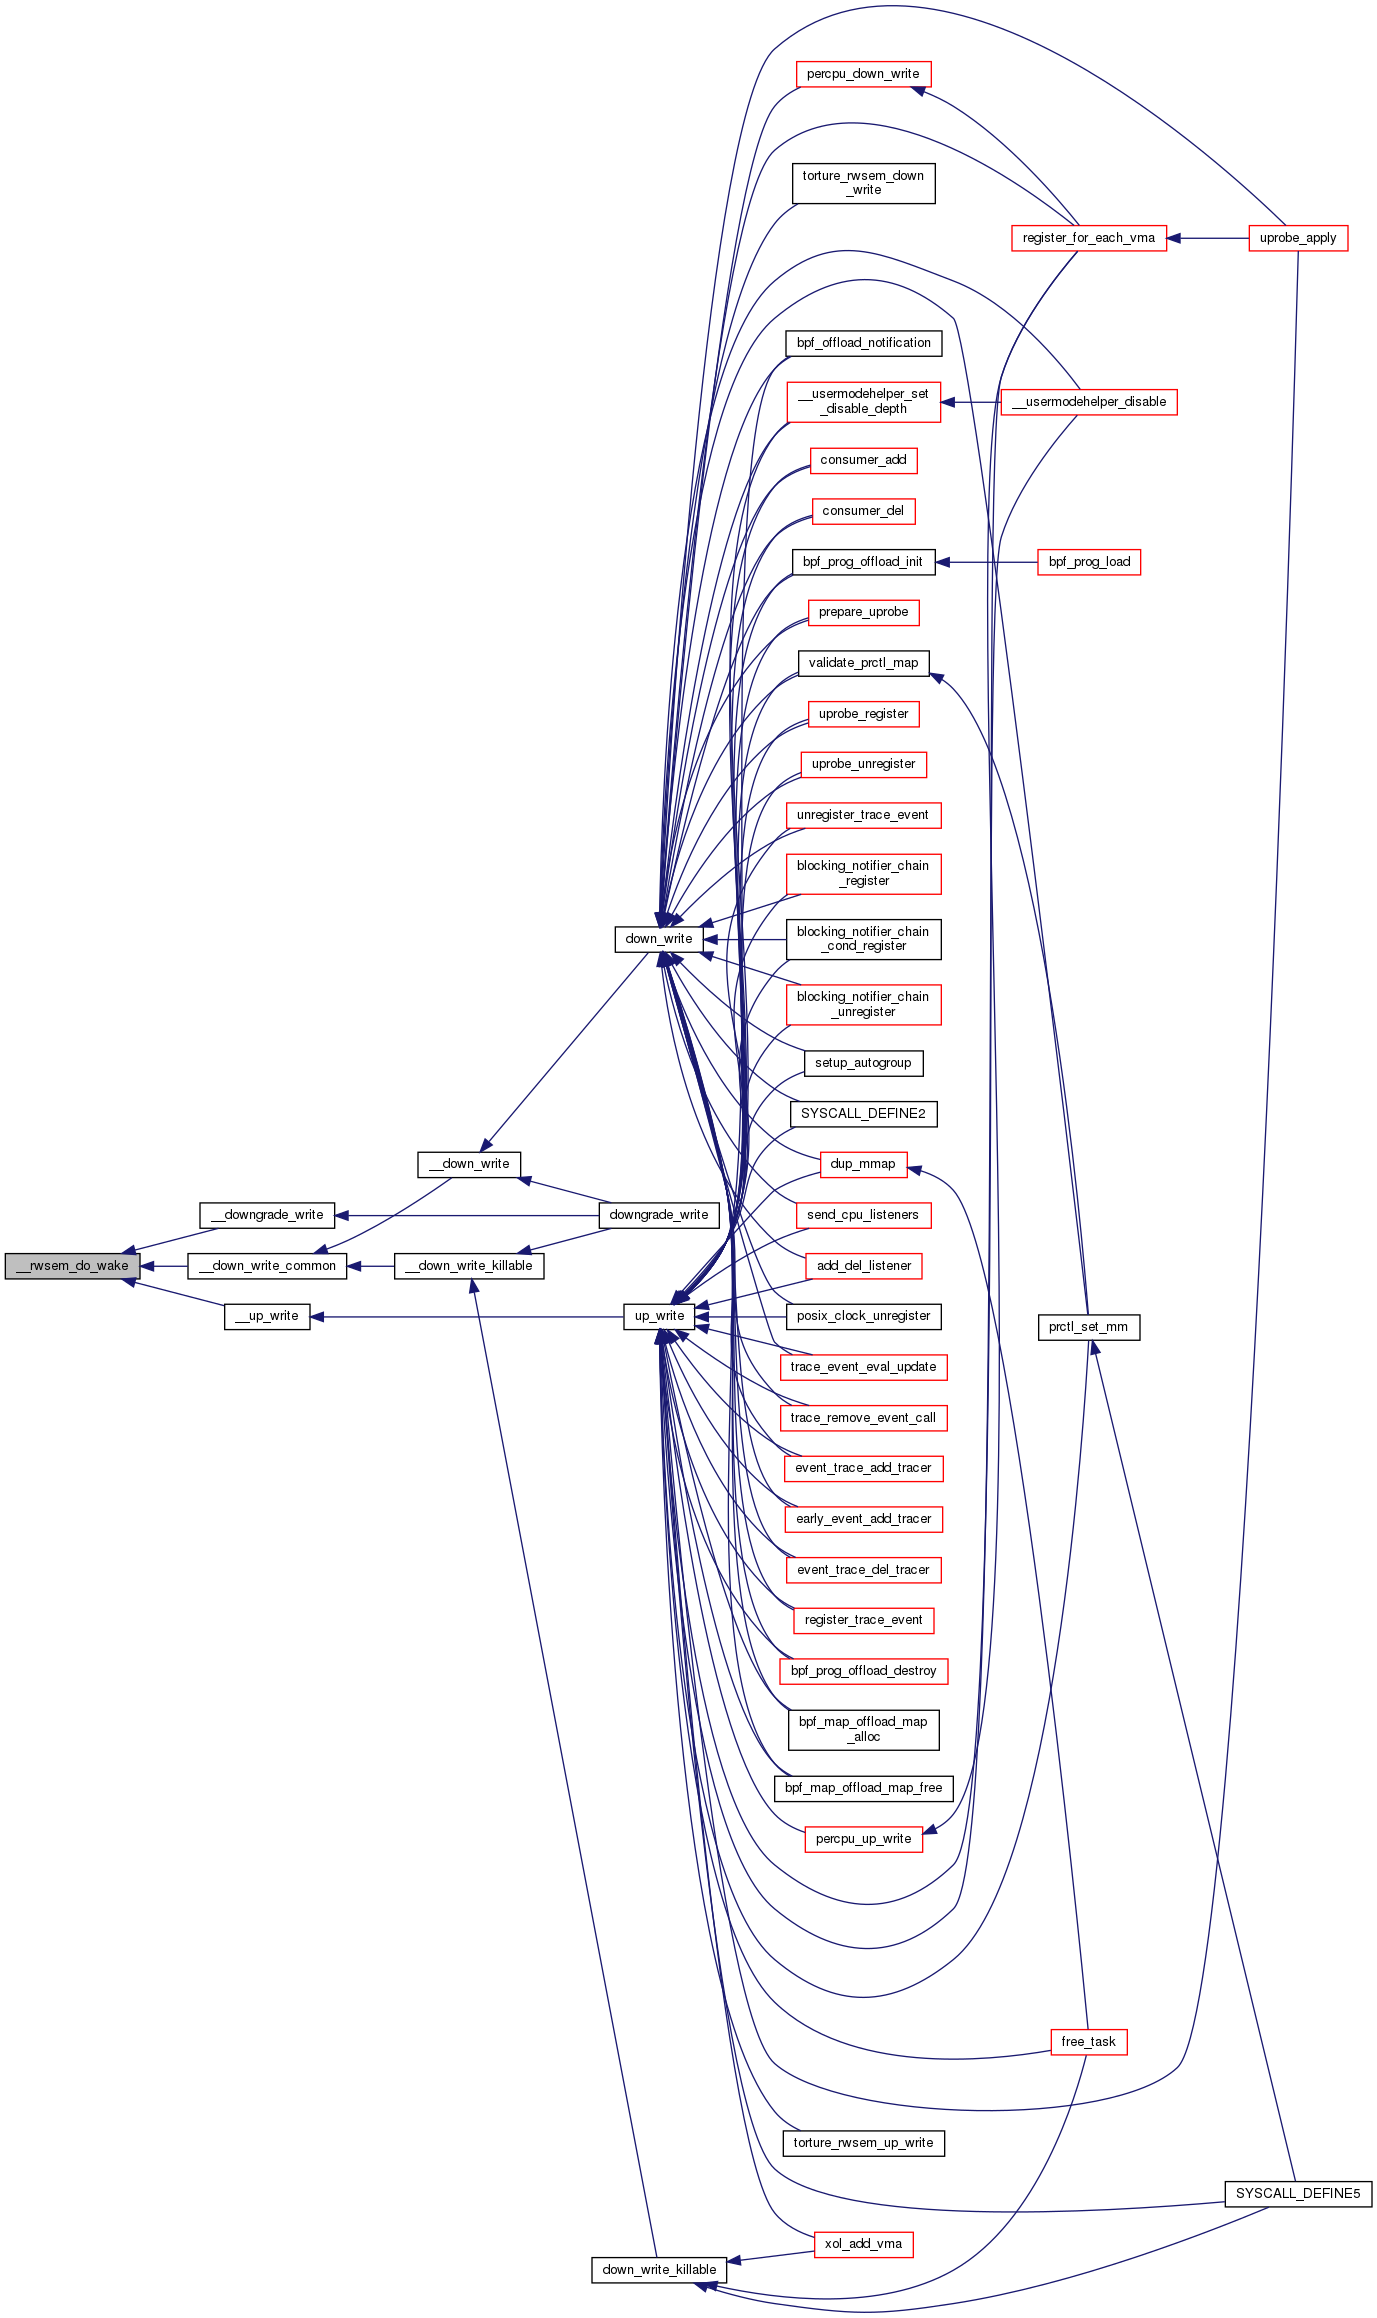 percpu_down_write
torture_rwsem_down
_write
register_for_each_vma
uprobe_apply
bpf_offload_notification
__usermodehelper_set
_disable_depth
__usermodehelper_disable
consumer_add
consumer_del
bpf_prog_offload_init
bpf_prog_load
prepare_uprobe
validate_prctl_map
uprobe_register
uprobe_unregister
unregister_trace_event
blocking_notifier_chain
_register
down_write
blocking_notifier_chain
_cond_register
blocking_notifier_chain
_unregister
setup_autogroup
SYSCALL_DEFINE2
__down_write
dup_mmap
__downgrade_write
downgrade_write
send_cpu_listeners
__rwsem_do_wake
__down_write_common
__down_write_killable
add_del_listener
__up_write
up_write
posix_clock_unregister
prctl_set_mm
trace_event_eval_update
trace_remove_event_call
event_trace_add_tracer
early_event_add_tracer
event_trace_del_tracer
register_trace_event
bpf_prog_offload_destroy
bpf_map_offload_map
_alloc
bpf_map_offload_map_free
percpu_up_write
free_task
torture_rwsem_up_write
SYSCALL_DEFINE5
xol_add_vma
down_write_killable